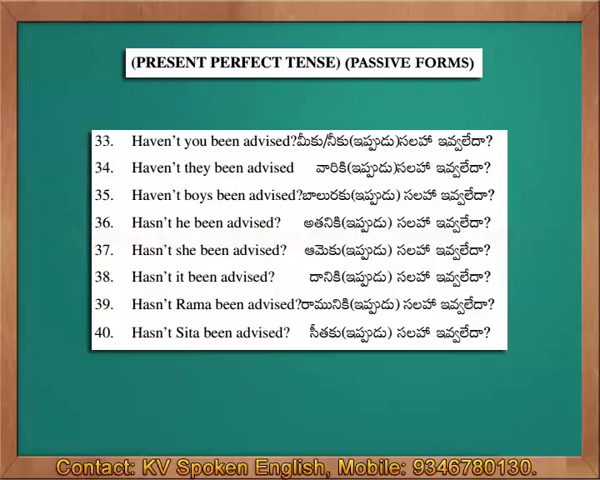 (PRESENT PERFECT TENSE) (PASSIVE FORMS)
33. Haven't you been advised?మీకు/నీకు(ఇప్పుడు)సలహా ఇవ్వలేదా?
34. Haven't they been advised వారికి(ఇప్పుడు)సలహా ఇవ్వలేదా?
35. Haven't boys been advised?బాలురకు(ఇప్పుడు) సలహా ఇవ్వలేదా?
36. Hasn't he been advised? అతనికి(ఇప్పుడు) సలహా ఇవ్వలేదా?
37. Hasn't she been advised? ఆమెకు(ఇప్పుడు) సలహా ఇవ్వలేదా?
38. Hasn't it been advised? దానికి(ఇప్పుడు) సలహా ఇవ్వలేదా?
39. Hasn't Rama been advised?రామునికి(ఇప్పుడు) సలహా ఇవ్వలేదా?
40. Hasn't Sita been advised? సీతకు(ఇప్పుడు) సలహా ఇవ్వలేదా?
Contact: KV Spoken English, Mobile: 9346780130.